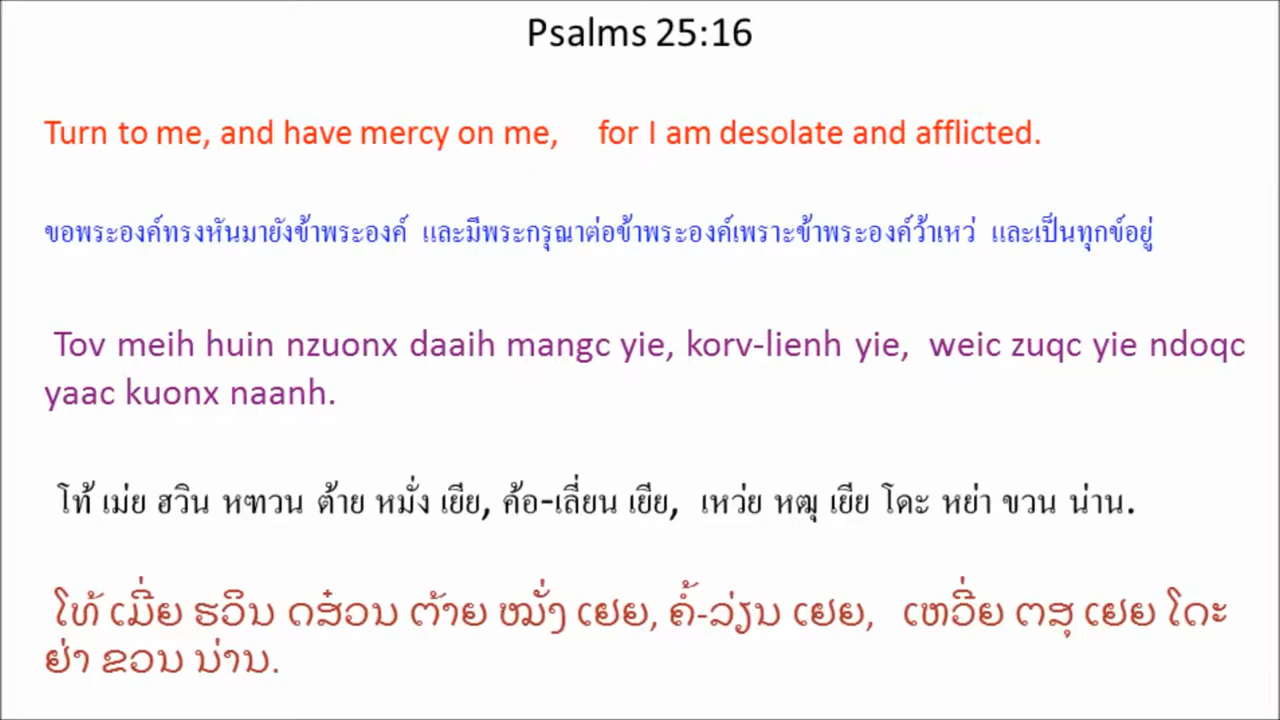 Psalms 25:16
Turn to me, and have mercy on me, for I am desolate and afflicted.
ขอพระองค์ทรงหันมายังข้าพระองค์ และมีพระกรุณาต่อข้าพระองค์เพราะข้าพระองค์ว้าเหว่ และเป็นทุกข์อยู่
Tov meih huin nzuonx daaih mangc yie, korv-lienh yie, weic zuqc yie ndoqc
yaac kuonx naanh.
โท้ เม่ย ฮวิน หฑวน ต้าย หมั่ง เยีย, ค้อ-เลี่ยน เยีย, เหว่ย หฒุ เยีย โดะ หย่า ขวน น่าน.
ໂທ້ ເມີ່ຍ ຮວິນ ດສ໋ວນ ຕ້າຍ ໝັ່ງ ເຢຍ, ຄໍ້-ລ່ຽນ ເຢຍ, ເຫວີ່ຍ ຕສຸ ເຢຍ ໂດະ
ຢ່າ ຂວນ ນ່ານ.